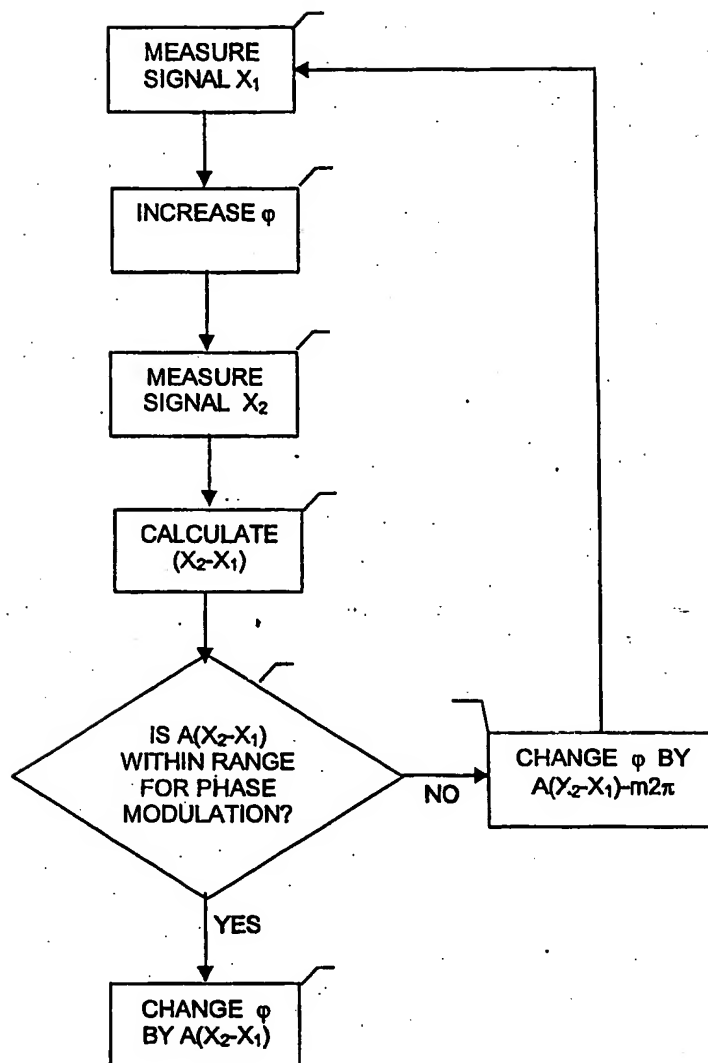 MEASURE
SIGNAL X₁
INCREASE φ
MEASURE
SIGNAL X₂
CALCULATE
(X₂-X₁)
IS A(X₂-X₁)
WITHIN RANGE
FOR PHASE
MODULATION?
NO
CHANGE φ BY
A(X₂-X₁)-m2π
YES
CHANGE φ
BY A(X₂-X₁)